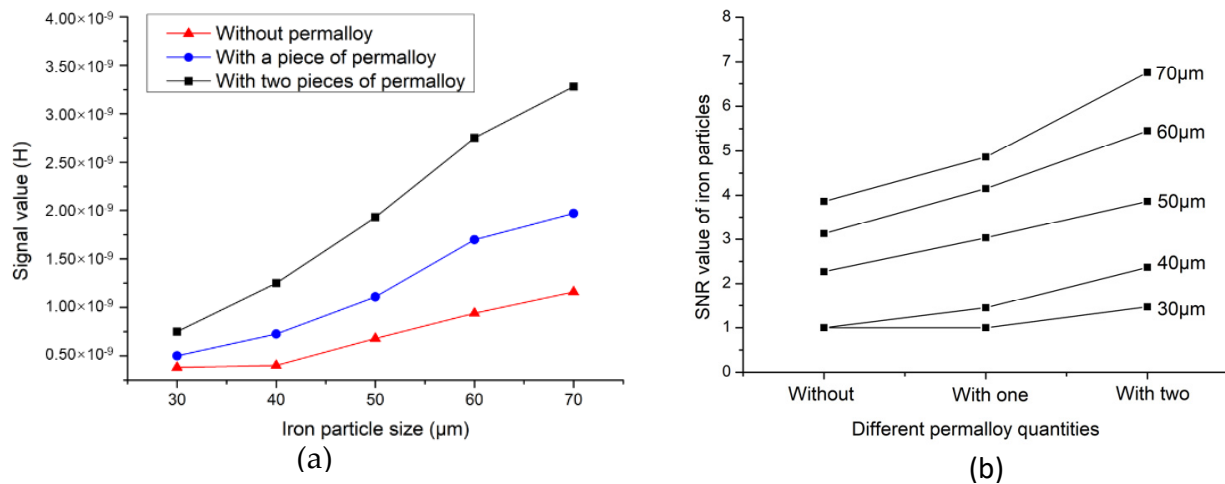 4.00×10⁻⁹
3.50×10⁻⁹
3.00×10⁻⁹
2.50×10⁻⁹
2.00×10⁻⁹
1.50×10⁻⁹
1.00×10⁻⁹
0.50×10⁻⁹
Signal value (H)
Without permalloy
With a piece of permalloy
With two pieces of permalloy
30 40 50 60 70
Iron particle size (μm)
(a)
8
7
6
5
4
3
2
1
0
SNR value of iron particles
70μm
60μm
50μm
40μm
30μm
Without With one With two
Different permalloy quantities
(b)